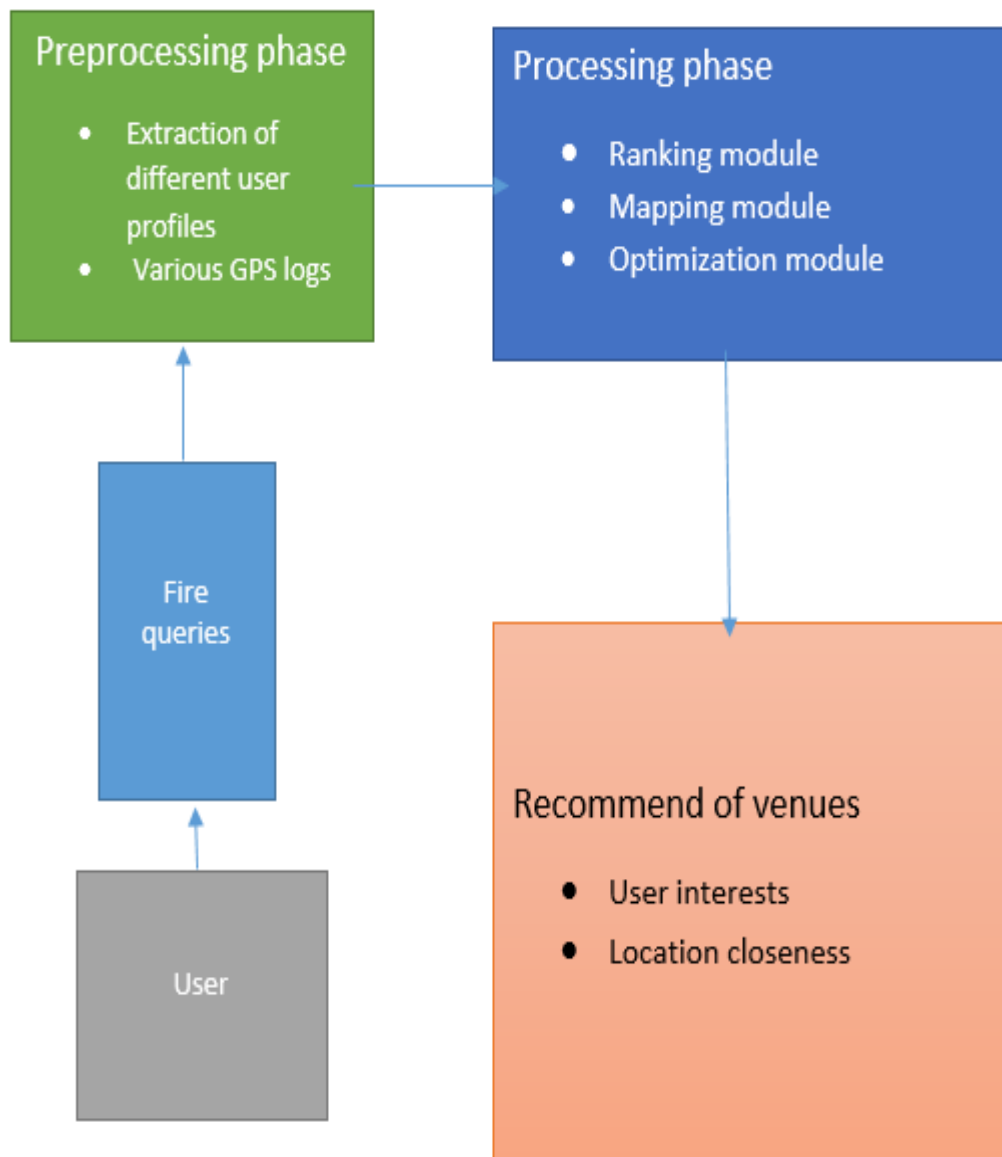 Preprocessing phase
• Extraction of
different user
profiles
• Various GPS logs
Processing phase
• Ranking module
• Mapping module
• Optimization module
Fire
queries
User
Recommend of venues
• User interests
• Location closeness